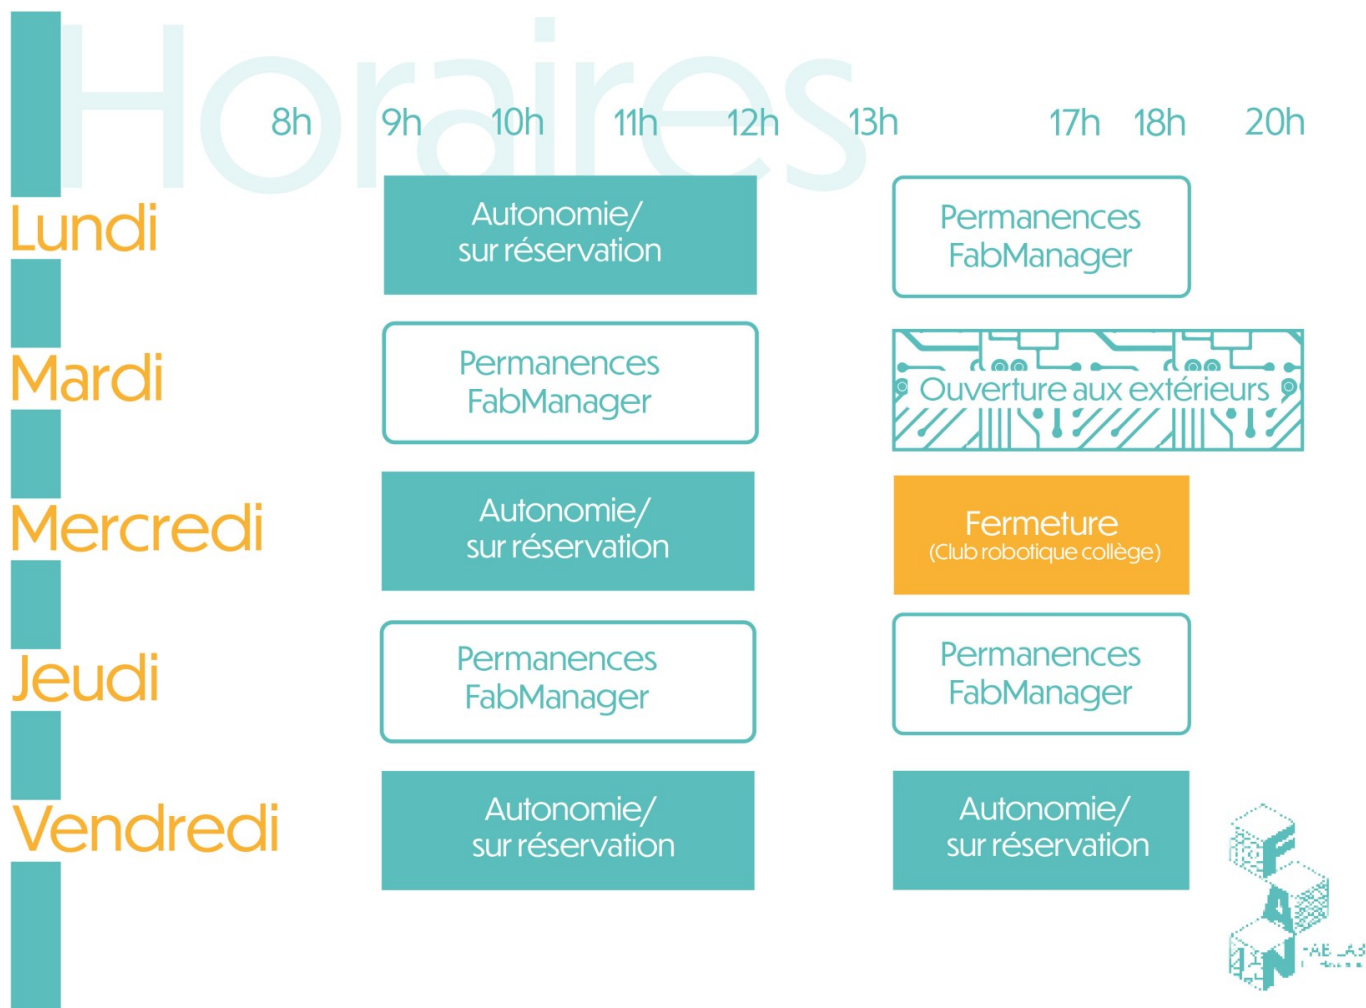 Horaires
8h 9h 10h 11h 12h 13h 17h 18h 20h
Lundi
Autonomie/
sur réservation
Permanences
FabManager
Mardi
Permanences
FabManager
Ouverture aux extérieurs
Mercredi
Autonomie/
sur réservation
Fermeture
(Club robotique collège)
Jeudi
Permanences
FabManager
Permanences
FabManager
Vendredi
Autonomie/
sur réservation
Autonomie/
sur réservation
F
A
N
FAB LAB